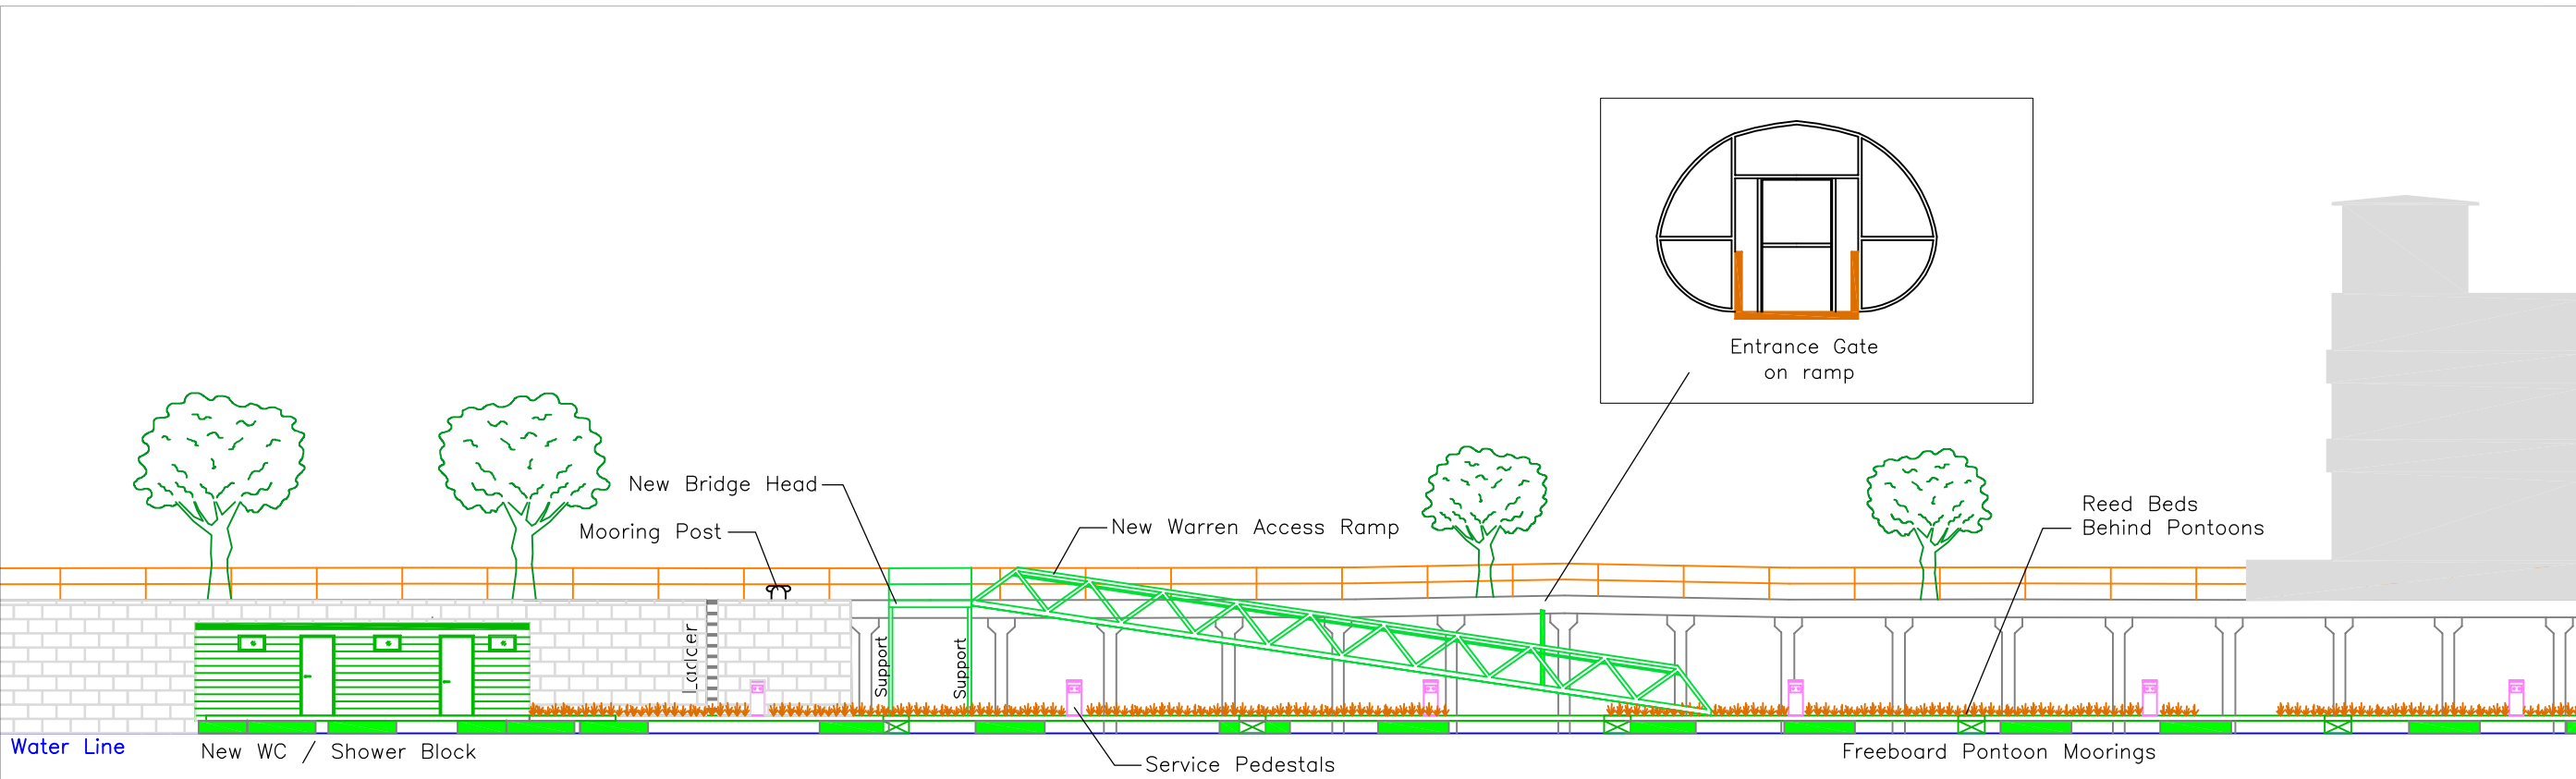 Entrance Gate
on ramp
New Bridge Head
Mooring Post
New Warren Access Ramp
Reed Beds
Behind Pontoons
Ladder
Support
Support
Water Line
New WC / Shower Block
Service Pedestals
Freeboard Pontoon Moorings